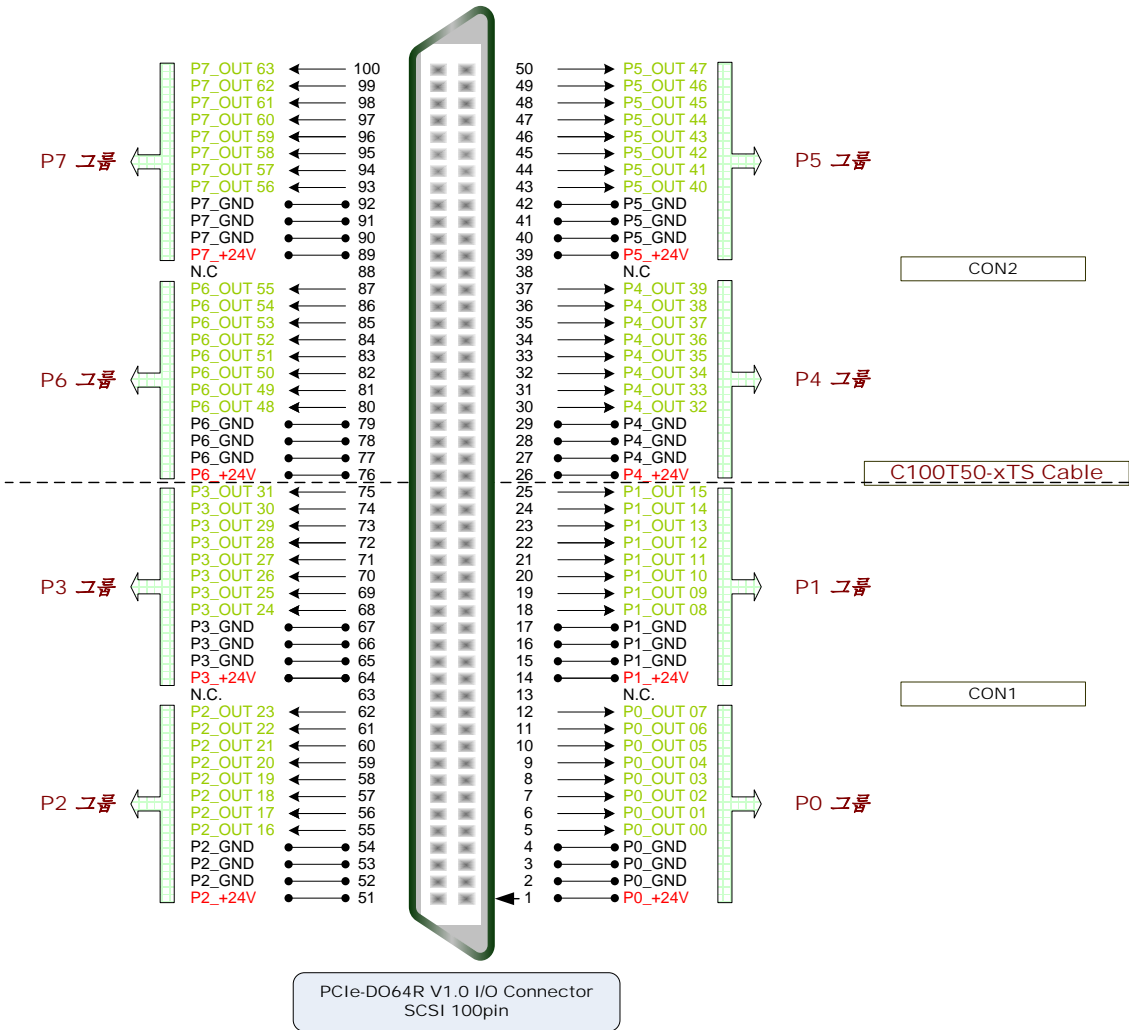 P7_OUT 63 100 50 P5_OUT 47
P7_OUT 62 99 49 P5_OUT 46
P7_OUT 61 98 48 P5_OUT 45
P7_OUT 60 97 47 P5_OUT 44
P7_OUT 59 96 46 P5_OUT 43
P7_OUT 58 95 45 P5_OUT 42
P7 그룹 P5 그룹
P7_OUT 57 94 44 P5_OUT 41
P7_OUT 56 93 43 P5_OUT 40
P7_GND 92 42 P5_GND
P7_GND 91 41 P5_GND
P7_GND 90 40 P5_GND
P7_+24V 89 39 P5_+24V
N.C 88 38 N.C
CON2
P6_OUT 55 87 37 P4_OUT 39
P6_OUT 54 86 36 P4_OUT 38
P6_OUT 53 85 35 P4_OUT 37
P6_OUT 52 84 34 P4_OUT 36
P6_OUT 51 83 33 P4_OUT 35
P6_OUT 50 82 32 P4_OUT 34
P6 그룹 P4 그룹
P6_OUT 49 81 31 P4_OUT 33
P6_OUT 48 80 30 P4_OUT 32
P6_GND 79 29 P4_GND
P6_GND 78 28 P4_GND
P6_GND 77 27 P4_GND
P6_+24V 76 26 P4_+24V
C100T50-xTS Cable
P3_OUT 31 75 25 P1_OUT 15
P3_OUT 30 74 24 P1_OUT 14
P3_OUT 29 73 23 P1_OUT 13
P3_OUT 28 72 22 P1_OUT 12
P3_OUT 27 71 21 P1_OUT 11
P3_OUT 26 70 20 P1_OUT 10
P3 그룹 P1 그룹
P3_OUT 25 69 19 P1_OUT 09
P3_OUT 24 68 18 P1_OUT 08
P3_GND 67 17 P1_GND
P3_GND 66 16 P1_GND
P3_GND 65 15 P1_GND
P3_+24V 64 14 P1_+24V
N.C. 63 13 N.C.
CON1
P2_OUT 23 62 12 P0_OUT 07
P2_OUT 22 61 11 P0_OUT 06
P2_OUT 21 60 10 P0_OUT 05
P2_OUT 20 59 9 P0_OUT 04
P2_OUT 19 58 8 P0_OUT 03
P2_OUT 18 57 7 P0_OUT 02
P2 그룹 P0 그룹
P2_OUT 17 56 6 P0_OUT 01
P2_OUT 16 55 5 P0_OUT 00
P2_GND 54 4 P0_GND
P2_GND 53 3 P0_GND
P2_GND 52 2 P0_GND
P2_+24V 51 1 P0_+24V
PCIe-DO64R V1.0 I/O Connector
SCSI 100pin